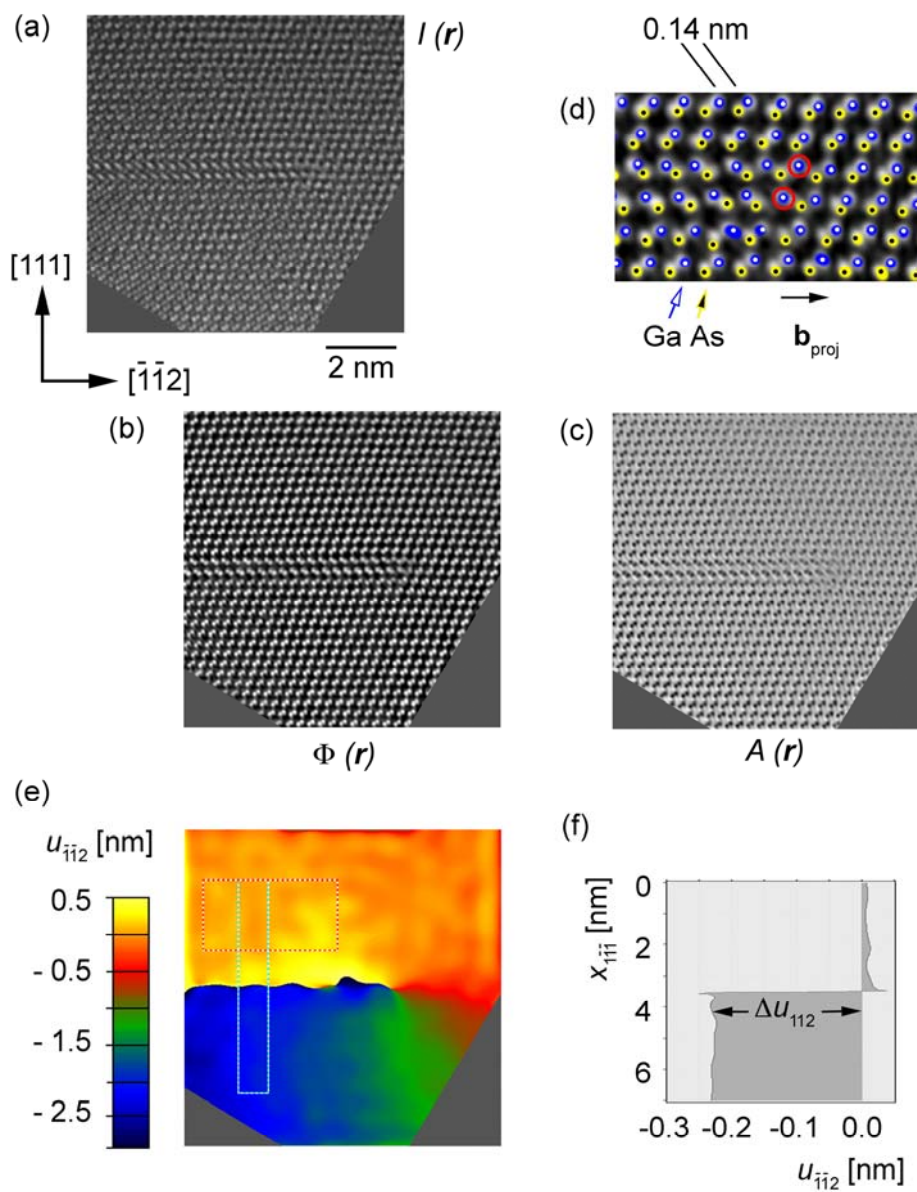 (a)
I (r)
[111]
[1̄1̄2]
2 nm
0.14 nm
(d)
Ga As
b_proj
(b)
Φ (r)
(c)
A (r)
(e)
u_1̄1̄2 [nm]
0.5
- 0.5
- 1.5
- 2.5
(f)
x_1̄11̄ [nm]
0
2
4
6
Δu_112
-0.3 -0.2 -0.1 0.0
u_1̄1̄2 [nm]